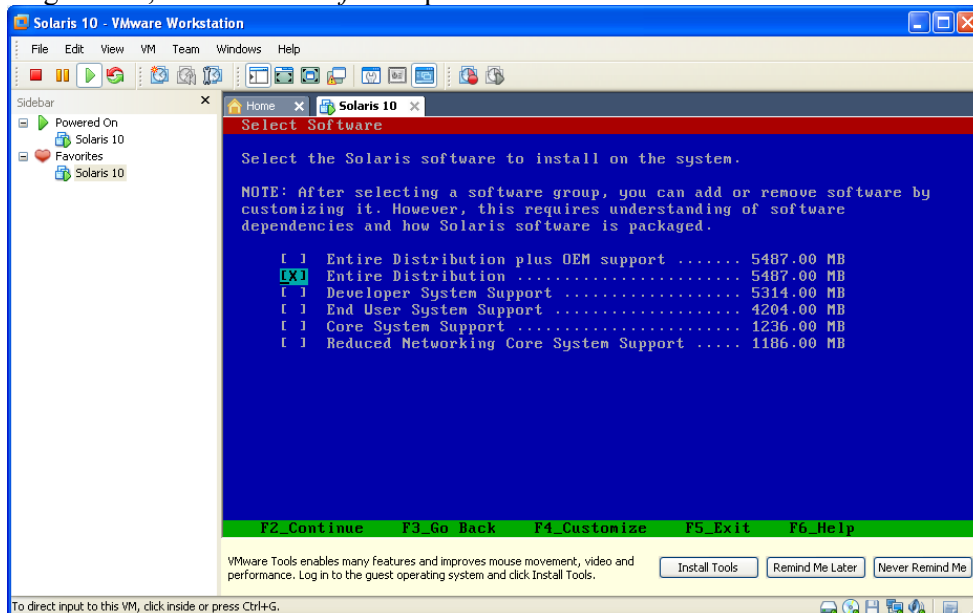 Solaris 10 - VMware Workstation
File Edit View VM Team Windows Help
Sidebar
Powered On
Solaris 10
Favorites
Solaris 10
Home
Solaris 10
Select Software
Select the Solaris software to install on the system.
NOTE: After selecting a software group, you can add or remove software by
customizing it. However, this requires understanding of software
dependencies and how Solaris software is packaged.
[ ] Entire Distribution plus OEM support ....... 5487.00 MB
[X] Entire Distribution ................... 5487.00 MB
[ ] Developer System Support ............... 5314.00 MB
[ ] End User System Support ................ 4204.00 MB
[ ] Core System Support .................... 1236.00 MB
[ ] Reduced Networking Core System Support ..... 1186.00 MB
F2_Continue F3_Go Back F4_Customize F5_Exit F6_Help
VMware Tools enables many features and improves mouse movement, video and
performance. Log in to the guest operating system and click Install Tools.
Install Tools
Remind Me Later
Never Remind Me
To direct input to this VM, click inside or press Ctrl+G.